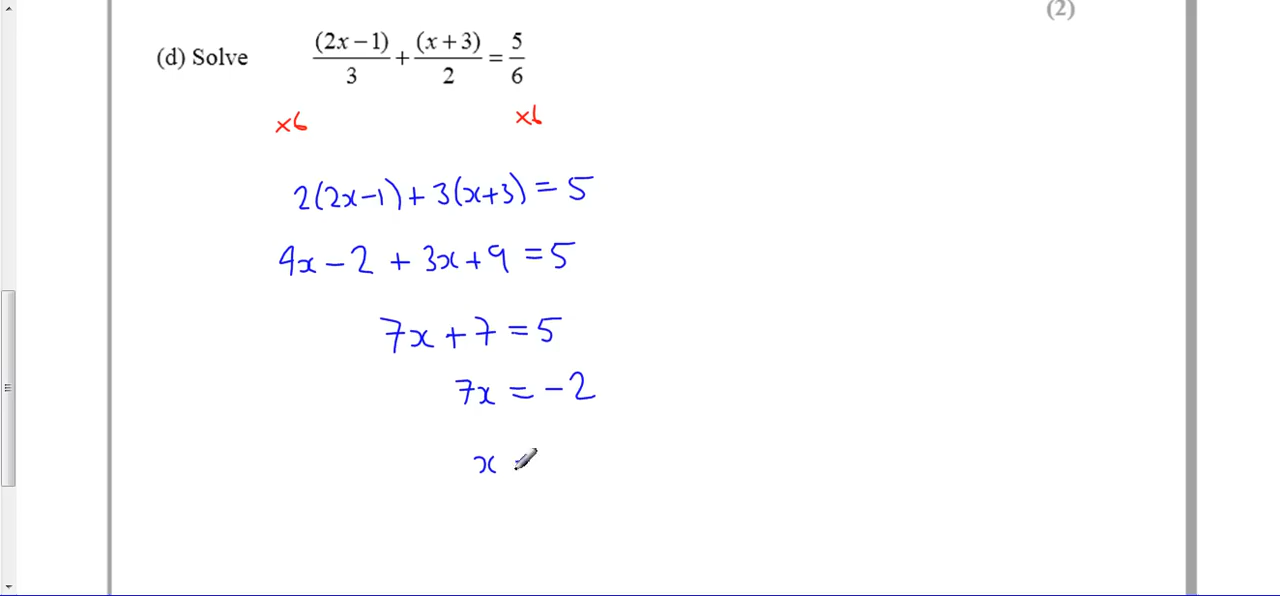 (2)
(d) Solve (2x – 1)/3 + (x + 3)/2 = 5/6
×6 ×6
2(2x-1) + 3(x+3) = 5
4x - 2 + 3x + 9 = 5
7x + 7 = 5
7x = -2
x